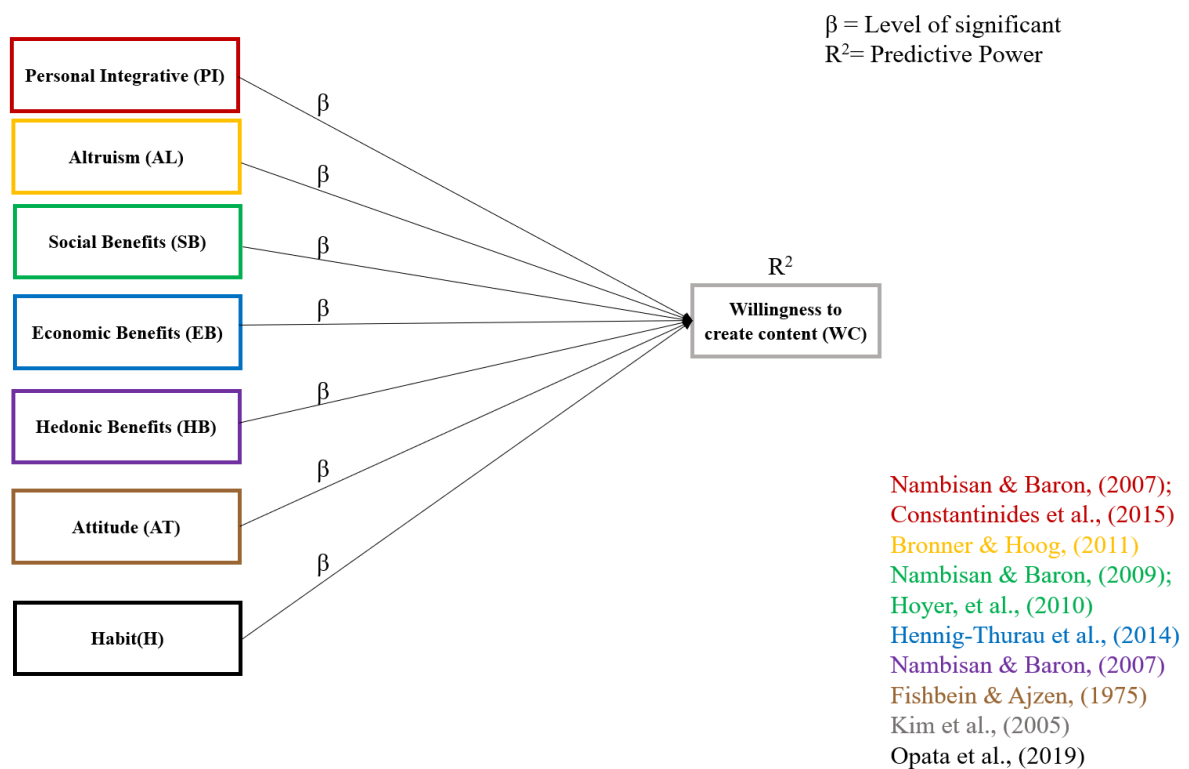 β = Level of significant
R²= Predictive Power
Personal Integrative (PI)
β
Altruism (AL)
β
Social Benefits (SB)
β
R²
Economic Benefits (EB)
β
Willingness to
create content (WC)
Hedonic Benefits (HB)
β
Attitude (AT)
β
Habit(H)
β
Nambisan & Baron, (2007);
Constantinides et al., (2015)
Bronner & Hoog, (2011)
Nambisan & Baron, (2009);
Hoyer, et al., (2010)
Hennig-Thurau et al., (2014)
Nambisan & Baron, (2007)
Fishbein & Ajzen, (1975)
Kim et al., (2005)
Opata et al., (2019)